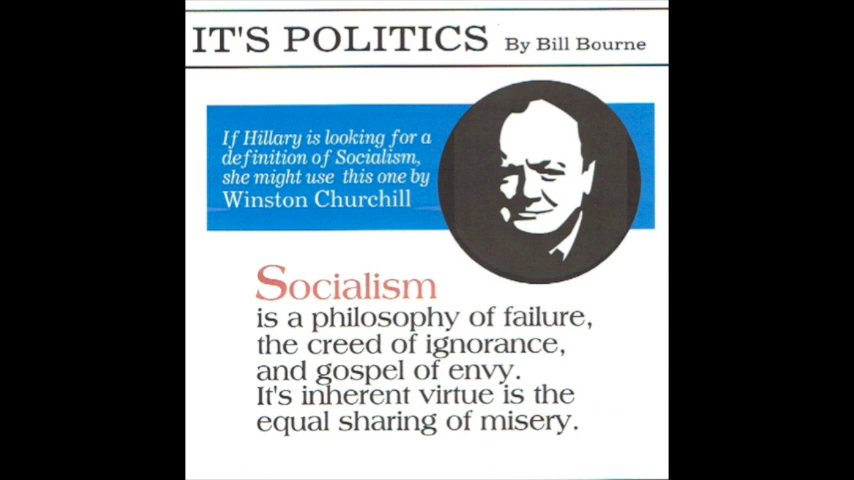 IT'S POLITICS By Bill Bourne
If Hillary is looking for a
definition of Socialism,
she might use this one by
Winston Churchill
Socialism
is a philosophy of failure,
the creed of ignorance,
and gospel of envy.
It's inherent virtue is the
equal sharing of misery.